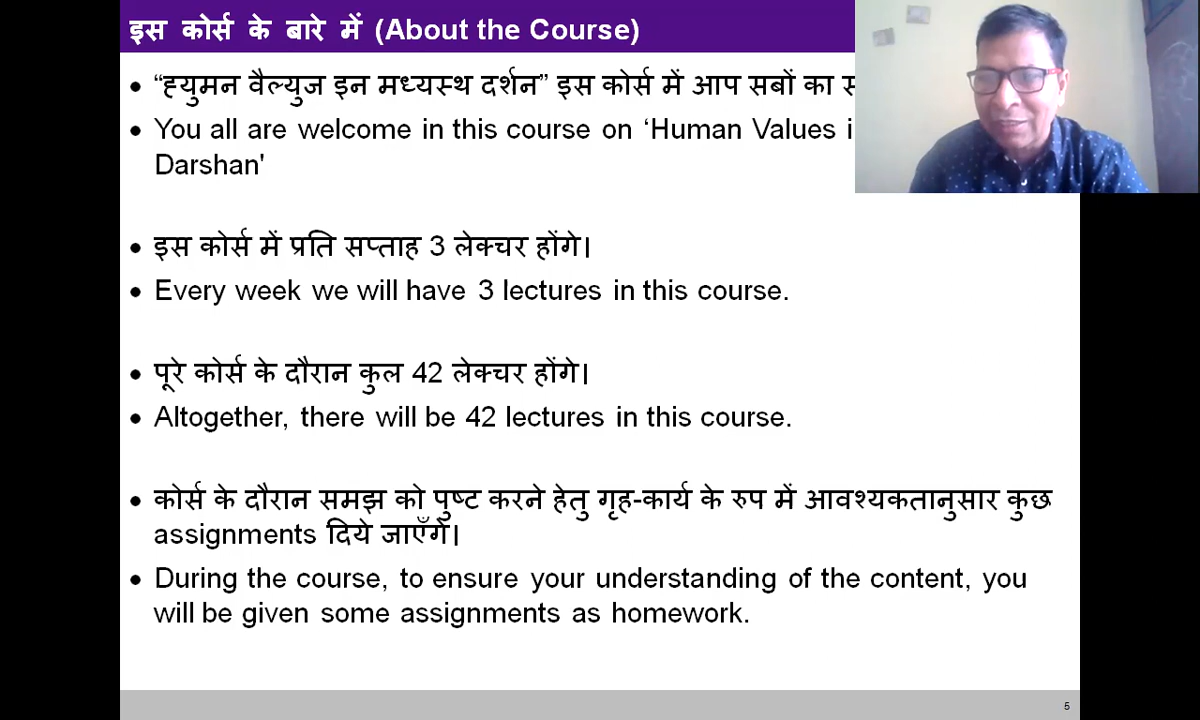 इस कोर्स के बारे में (About the Course)
• “ह्युमन वैल्युज इन मध्यस्थ दर्शन” इस कोर्स में आप सबों का
• You all are welcome in this course on ‘Human Values
Darshan'
• इस कोर्स में प्रति सप्ताह 3 लेक्चर होंगे।
• Every week we will have 3 lectures in this course.
• पूरे कोर्स के दौरान कुल 42 लेक्चर होंगे।
• Altogether, there will be 42 lectures in this course.
• कोर्स के दौरान समझ को पुष्ट करने हेतु गृह-कार्य के रुप में आवश्यकतानुसार कुछ
assignments दिये जाएँगे।
• During the course, to ensure your understanding of the content, you
will be given some assignments as homework.
5